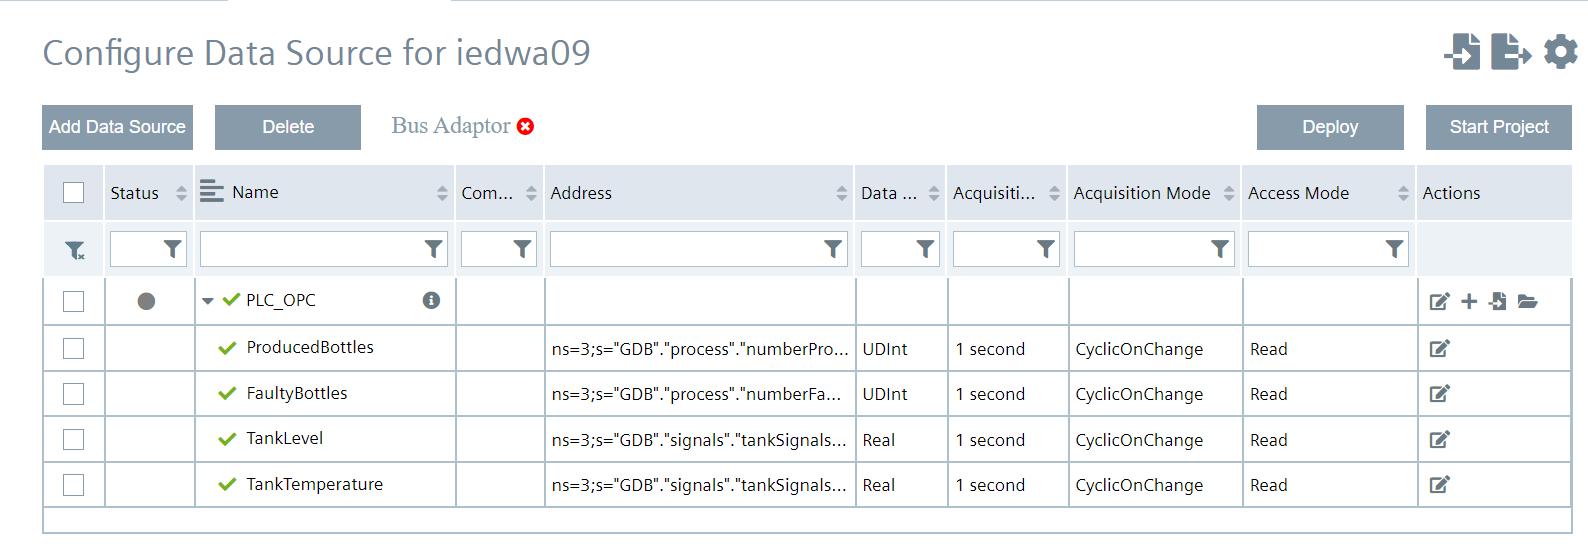 Configure Data Source for iedwa09
Add Data Source Delete Bus Adaptor Deploy Start Project
Status Name Com... Address Data ... Acquisiti... Acquisition Mode Access Mode Actions
PLC_OPC
ProducedBottles ns=3;s="GDB"."process"."numberPro... UDInt 1 second CyclicOnChange Read
FaultyBottles ns=3;s="GDB"."process"."numberFa... UDInt 1 second CyclicOnChange Read
TankLevel ns=3;s="GDB"."signals"."tankSignals... Real 1 second CyclicOnChange Read
TankTemperature ns=3;s="GDB"."signals"."tankSignals... Real 1 second CyclicOnChange Read